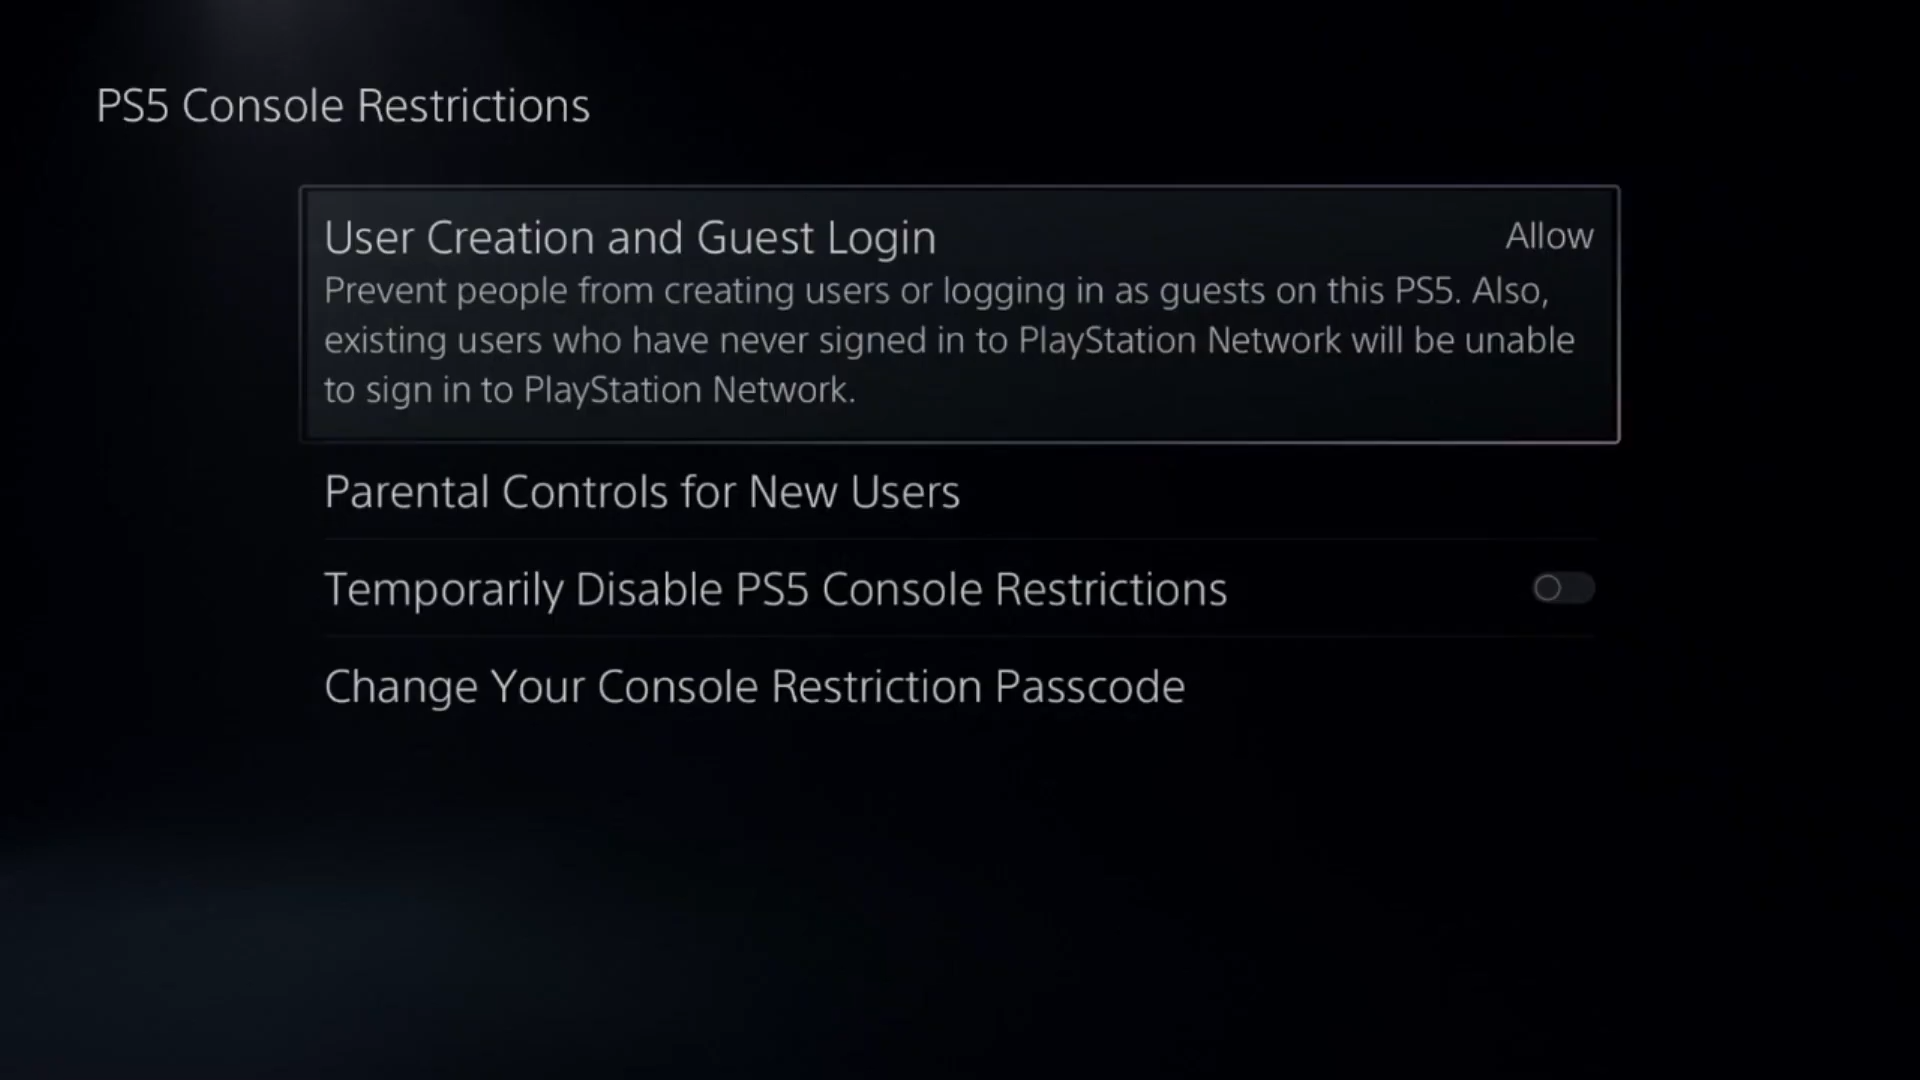 PS5 Console Restrictions
User Creation and Guest Login
Allow
Prevent people from creating users or logging in as guests on this PS5. Also,
existing users who have never signed in to PlayStation Network will be unable
to sign in to PlayStation Network.
Parental Controls for New Users
Temporarily Disable PS5 Console Restrictions
Change Your Console Restriction Passcode